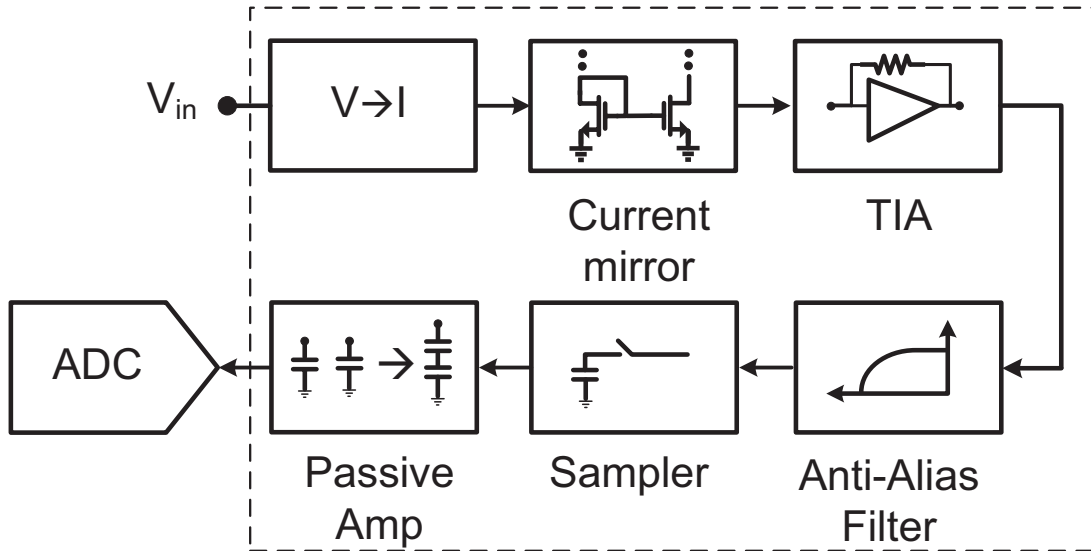 V_in
V→I
Current
mirror
TIA
ADC
Passive
Amp
Sampler
Anti-Alias
Filter